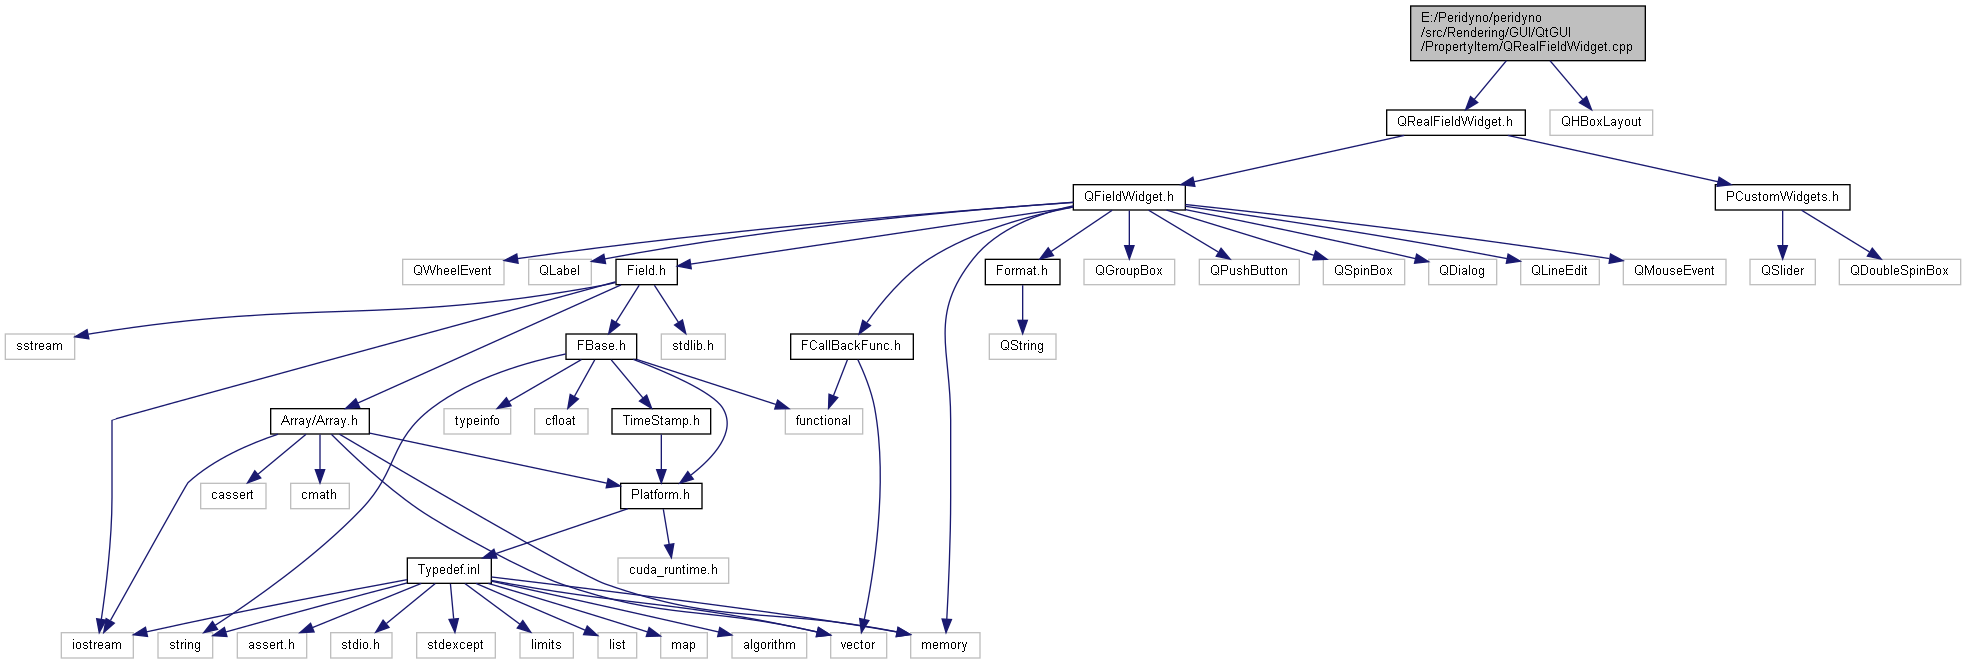 E:/Peridyno/peridyno
/src/Rendering/GUI/QtGUI
/PropertyItem/QRealFieldWidget.cpp
QRealFieldWidget.h
QHBoxLayout
QFieldWidget.h
PCustomWidgets.h
QWheelEvent
QLabel
Field.h
Format.h
QGroupBox
QPushButton
QSpinBox
QDialog
QLineEdit
QMouseEvent
QSlider
QDoubleSpinBox
sstream
FBase.h
stdlib.h
FCallBackFunc.h
QString
Array/Array.h
typeinfo
cfloat
TimeStamp.h
functional
cassert
cmath
Platform.h
Typedef.inl
cuda_runtime.h
iostream
string
assert.h
stdio.h
stdexcept
limits
list
map
algorithm
vector
memory